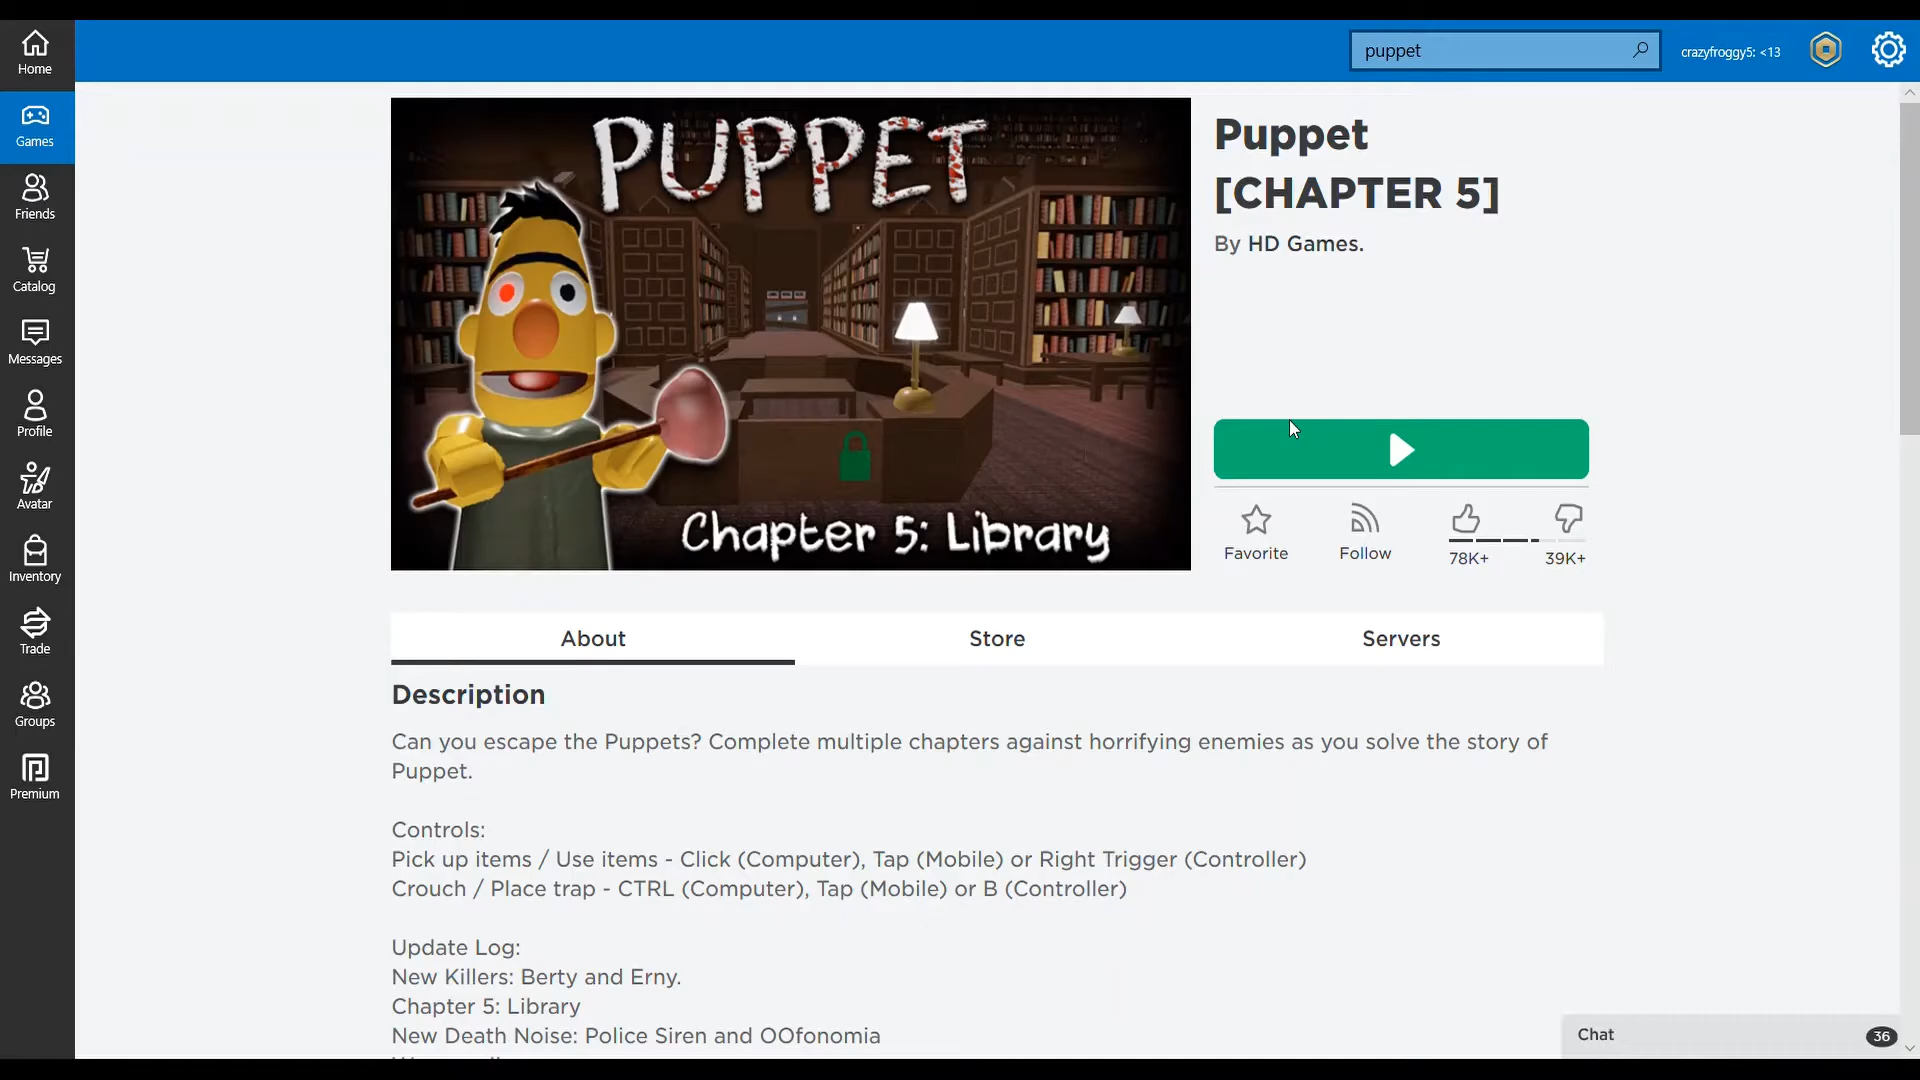 Home
Games
Friends
Catalog
Messages
Profile
Avatar
Inventory
Trade
Groups
Premium
puppet
crazyfroggy5: <13
PUPPET
Chapter 5: Library
Puppet
[CHAPTER 5]
By HD Games.
Favorite
Follow
78K+
39K+
About
Store
Servers
Description
Can you escape the Puppets? Complete multiple chapters against horrifying enemies as you solve the story of
Puppet.
Controls:
Pick up items / Use items - Click (Computer), Tap (Mobile) or Right Trigger (Controller)
Crouch / Place trap - CTRL (Computer), Tap (Mobile) or B (Controller)
Update Log:
New Killers: Berty and Erny.
Chapter 5: Library
New Death Noise: Police Siren and OOfonomia
Chat
36